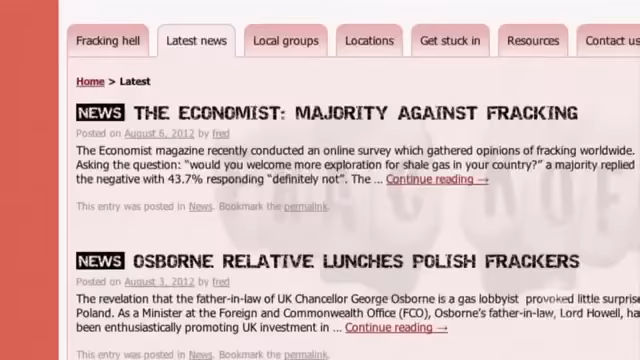 Fracking hell Latest news Local groups Locations Get stuck in Resources Contact us
Home > Latest
NEWS THE ECONOMIST: MAJORITY AGAINST FRACKING
Posted on August 6, 2012 by fred
The Economist magazine recently conducted an online survey which gathered opinions of fracking worldwide.
Asking the question: “would you welcome more exploration for shale gas in your country?” a majority replied
the negative with 43.7% responding “definitely not”. The ... Continue reading →
This entry was posted in News. Bookmark the permalink.
NEWS OSBORNE RELATIVE LUNCHES POLISH FRACKERS
Posted on August 3, 2012 by fred
The revelation that the father-in-law of UK Chancellor George Osborne is a gas lobbyist provoked little surprise
Poland. As a Minister at the Foreign and Commonwealth Office (FCO), Osborne’s father-in-law, Lord Howell, ha
been enthusiastically promoting UK investment in ... Continue reading →
This entry was posted in News. Bookmark the permalink.